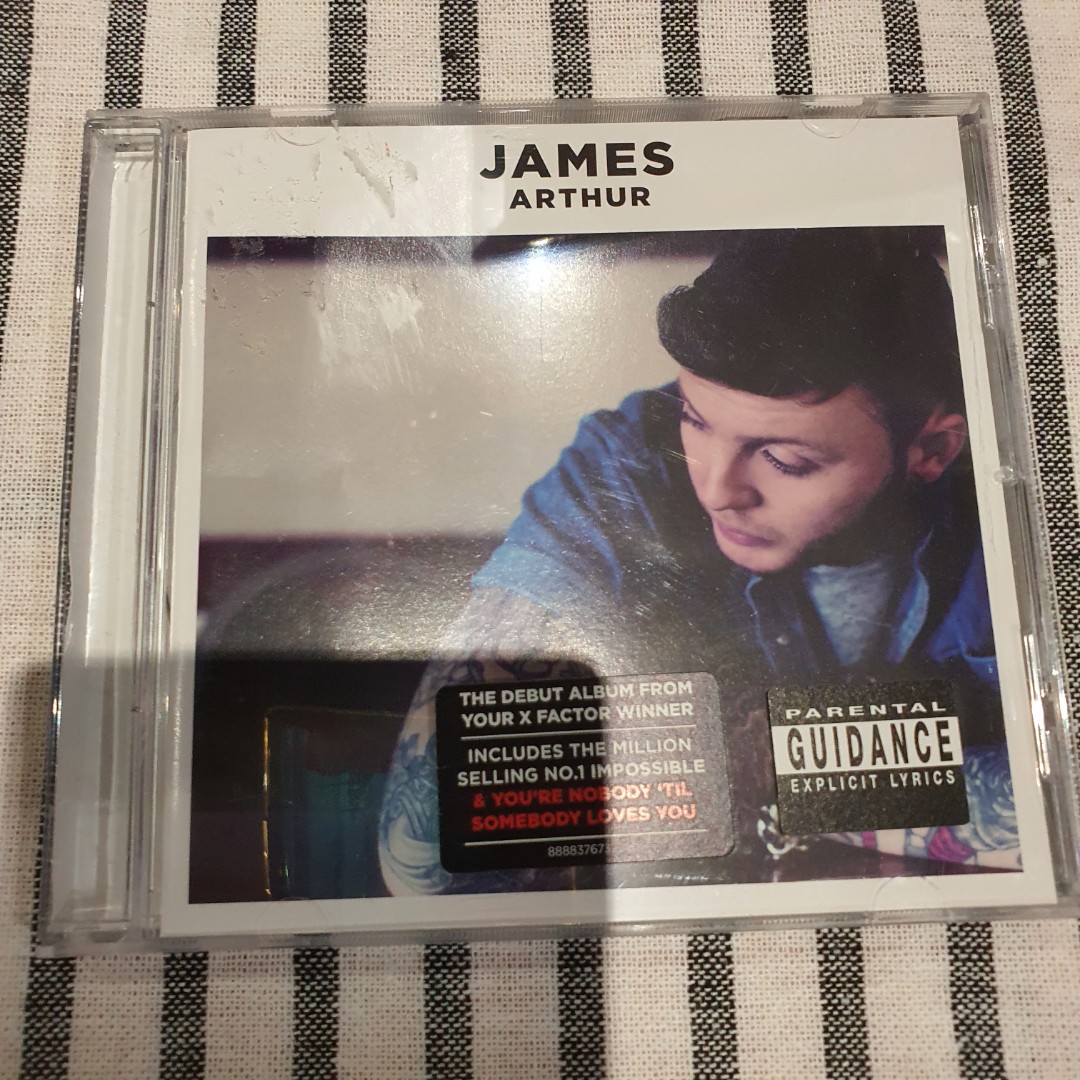 JAMES
ARTHUR
THE DEBUT ALBUM FROM
YOUR X FACTOR WINNER
INCLUDES THE MILLION
SELLING NO.1 IMPOSSIBLE
& YOU'RE NOBODY 'TIL
SOMEBODY LOVES YOU
PARENTAL
GUIDANCE
EXPLICIT LYRICS